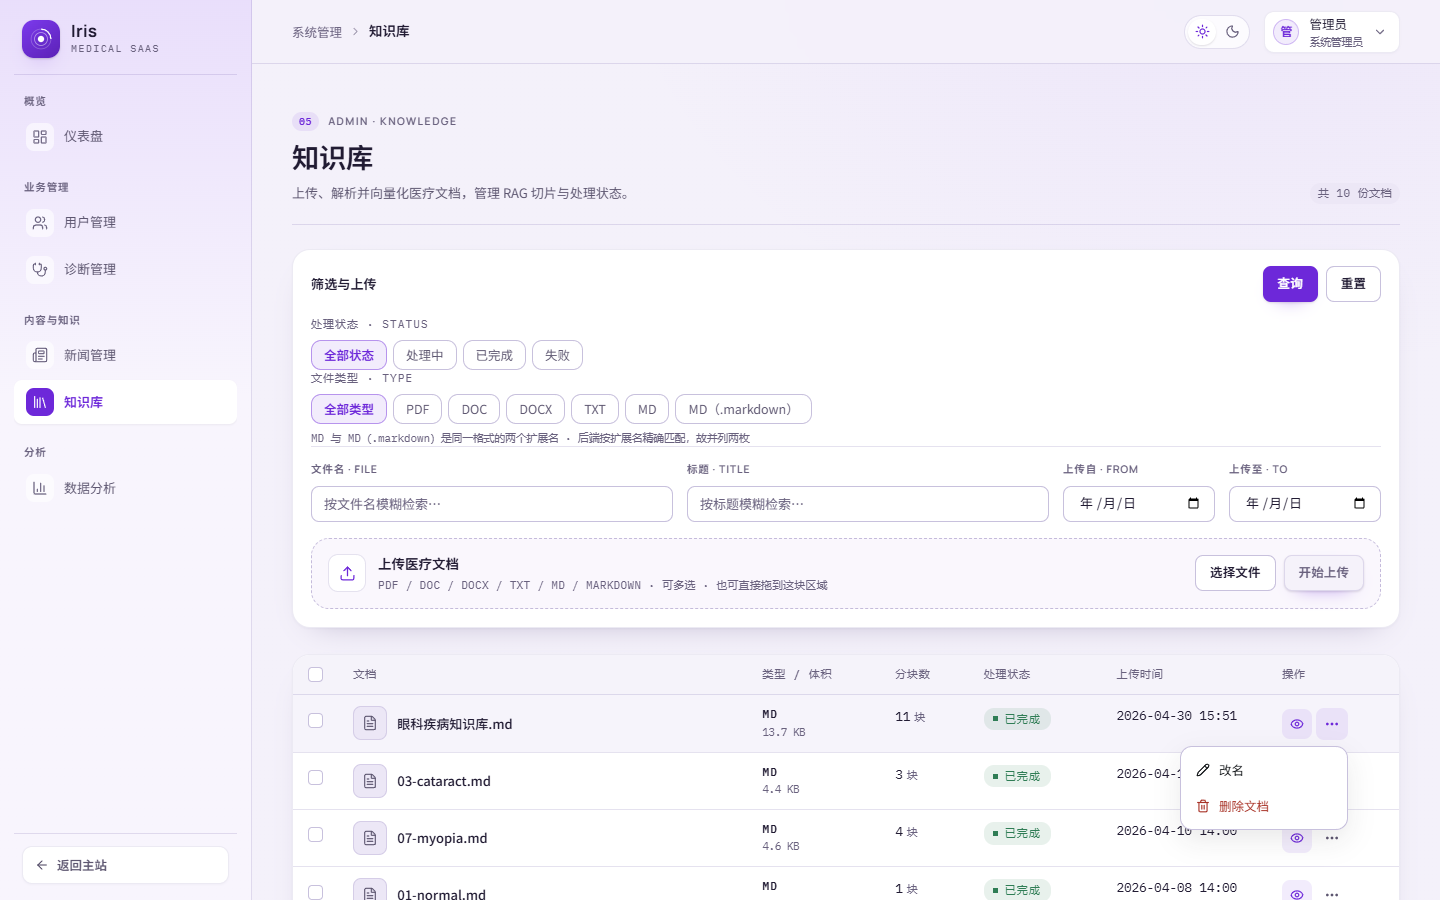 Iris
MEDICAL SAAS
概览
仪表盘
业务管理
用户管理
诊断管理
内容与知识
新闻管理
知识库
分析
数据分析
返回主站
系统管理 > 知识库
管
管理员
系统管理员
05 ADMIN · KNOWLEDGE
知识库
上传、解析并向量化医疗文档，管理 RAG 切片与处理状态。
共 10 份文档
筛选与上传
查询 重置
处理状态 · STATUS
全部状态 处理中 已完成 失败
文件类型 · TYPE
全部类型 PDF DOC DOCX TXT MD MD（.markdown）
MD 与 MD (.markdown) 是同一格式的两个扩展名 · 后端按扩展名精确匹配，故并列两枚
文件名 · FILE 标题 · TITLE 上传自 · FROM 上传至 · TO
按文件名模糊检索… 按标题模糊检索… 年 /月/日 年 /月/日
上传医疗文档
PDF / DOC / DOCX / TXT / MD / MARKDOWN · 可多选 · 也可直接拖到这块区域
选择文件 开始上传
文档 类型 / 体积 分块数 处理状态 上传时间 操作
眼科疾病知识库.md MD 11 块 已完成 2026-04-30 15:51
13.7 KB
改名
03-cataract.md MD 3 块 已完成 2026-04-1
4.4 KB
删除文档
07-myopia.md MD 4 块 已完成 2026-04-10 14:00
4.6 KB
01-normal.md MD 1 块 已完成 2026-04-08 14:00